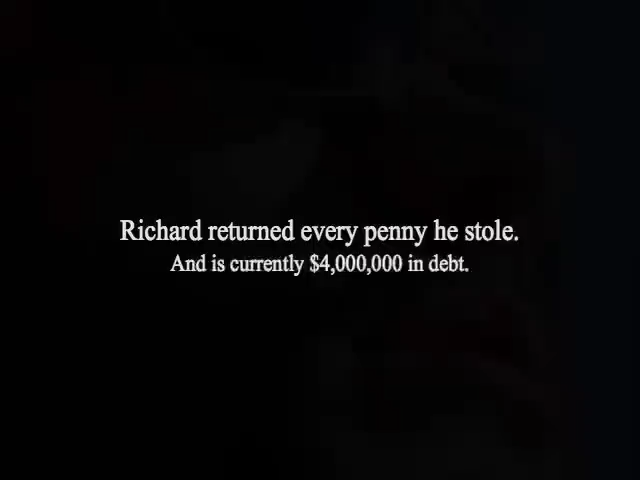 Richard returned every penny he stole.
And is currently $4,000,000 in debt.